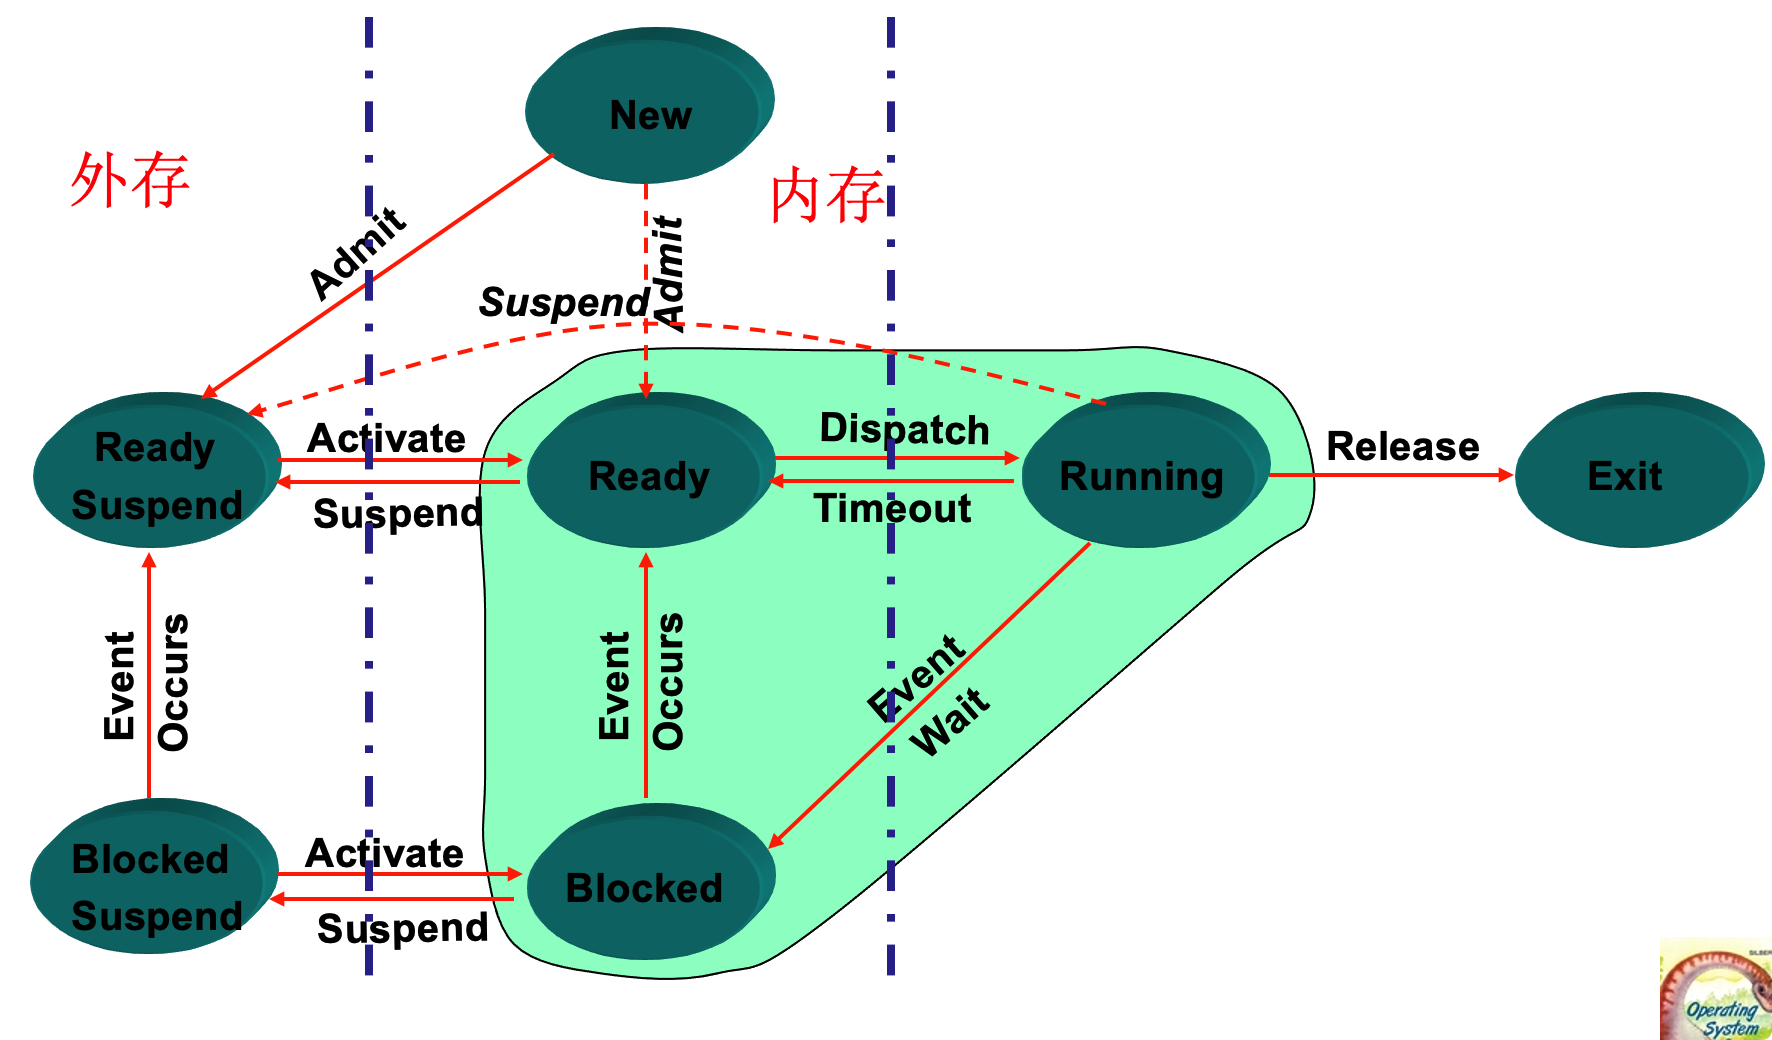 New
外存
内存
Admit
Admit
Suspend
Ready
Suspend
Activate
Suspend
Ready
Dispatch
Timeout
Running
Release
Exit
Event
Occurs
Event
Occurs
Event
Wait
Blocked
Suspend
Activate
Suspend
Blocked
Operating
System